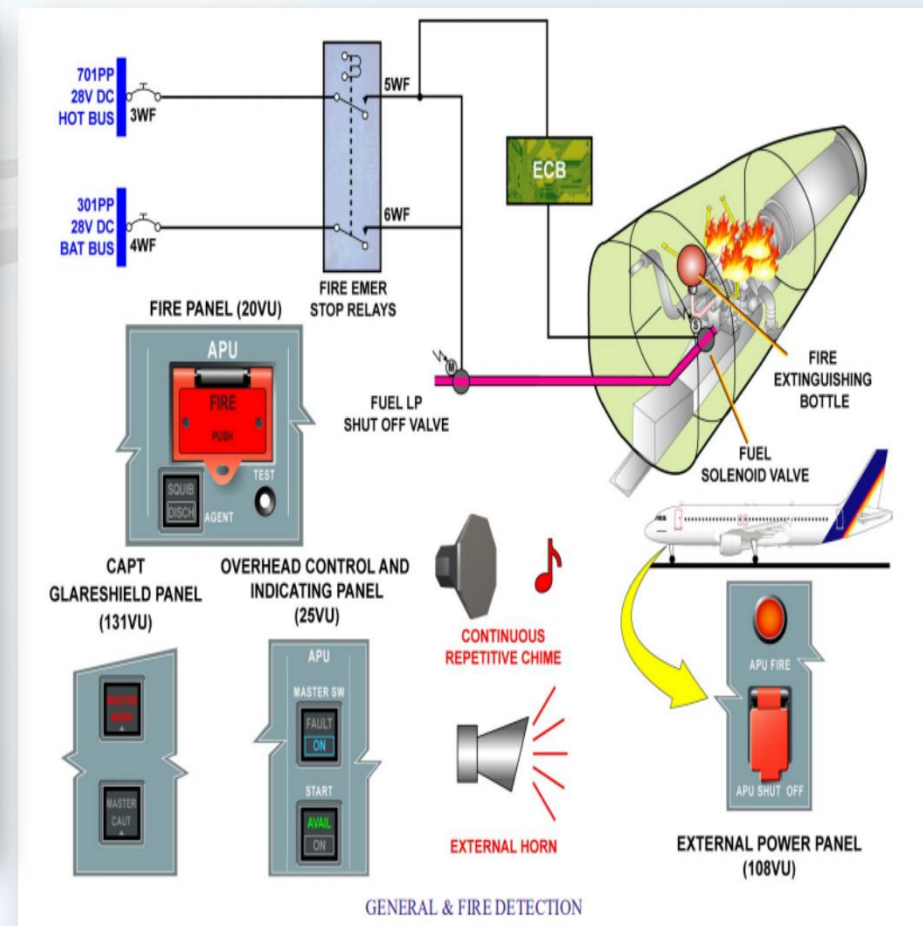 701PP
28V DC
HOT BUS
3WF
5WF
ECB
301PP
28V DC
BAT BUS
4WF
6WF
FIRE EMER
STOP RELAYS
FIRE PANEL (20VU)
APU
FIRE
PUSH
TEST
SQUIB
DISCH
AGENT
M
FUEL LP
SHUT OFF VALVE
S
FIRE
EXTINGUISHING
BOTTLE
FUEL
SOLENOID VALVE
CAPT
GLARESHIELD PANEL
(131VU)
MASTER
MASTER
CAUT
OVERHEAD CONTROL AND
INDICATING PANEL
(25VU)
APU
MASTER SW
FAULT
ON
START
AVAIL
ON
CONTINUOUS
REPETITIVE CHIME
EXTERNAL HORN
APU FIRE
APU SHUT OFF
EXTERNAL POWER PANEL
(108VU)
GENERAL & FIRE DETECTION